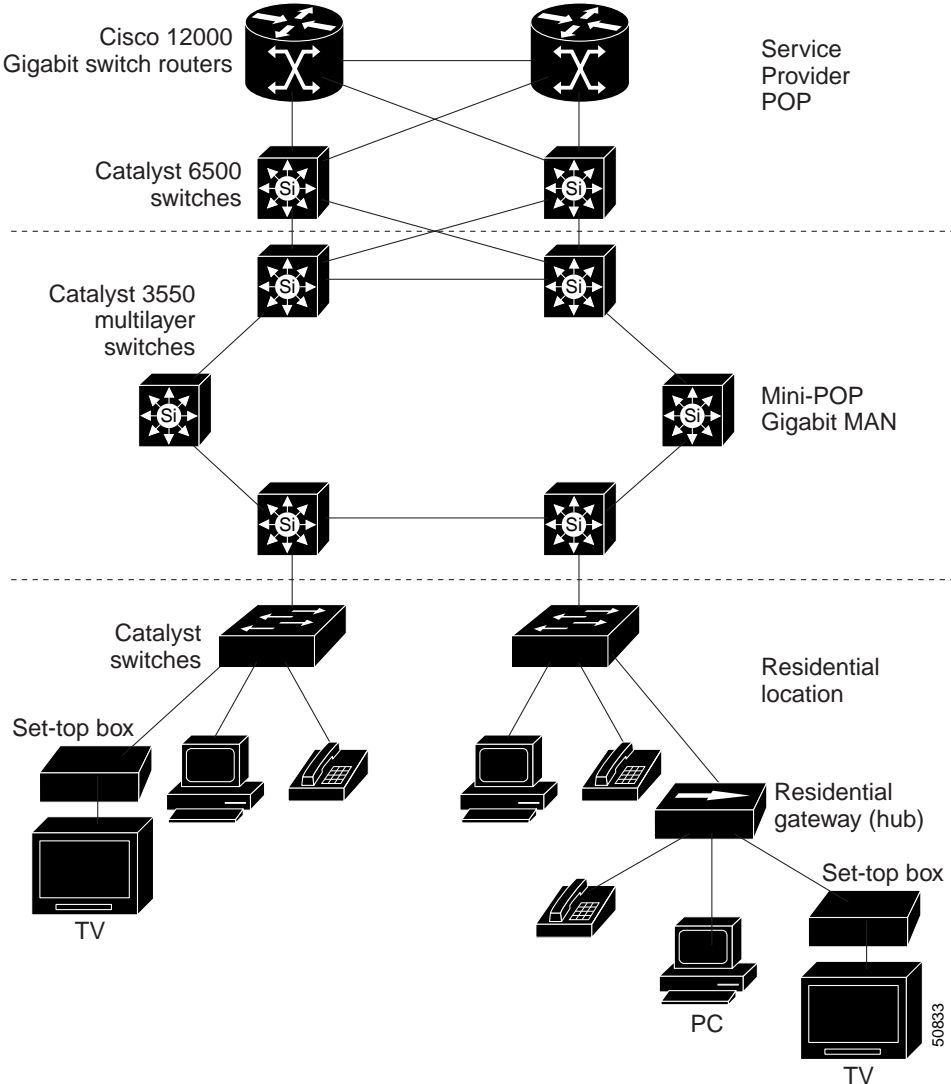 Cisco 12000
Gigabit switch routers
Service
Provider
POP
Catalyst 6500
switches
Si
Si
Si
Si
Catalyst 3550
multilayer
switches
Si
Si
Mini-POP
Gigabit MAN
Si
Si
Catalyst
switches
Residential
location
Set-top box
Residential
gateway (hub)
Set-top box
TV
PC
TV
50833